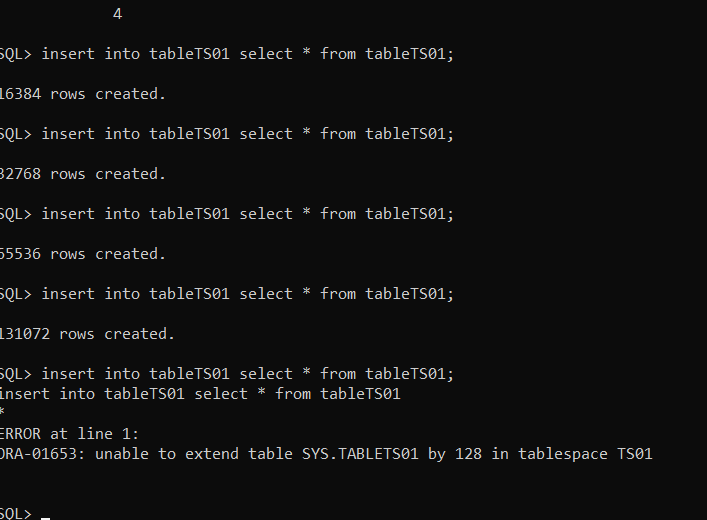 4
SQL> insert into tableTS01 select * from tableTS01;
16384 rows created.
SQL> insert into tableTS01 select * from tableTS01;
32768 rows created.
SQL> insert into tableTS01 select * from tableTS01;
65536 rows created.
SQL> insert into tableTS01 select * from tableTS01;
131072 rows created.
SQL> insert into tableTS01 select * from tableTS01;
insert into tableTS01 select * from tableTS01
*
ERROR at line 1:
ORA-01653: unable to extend table SYS.TABLETS01 by 128 in tablespace TS01
SQL>